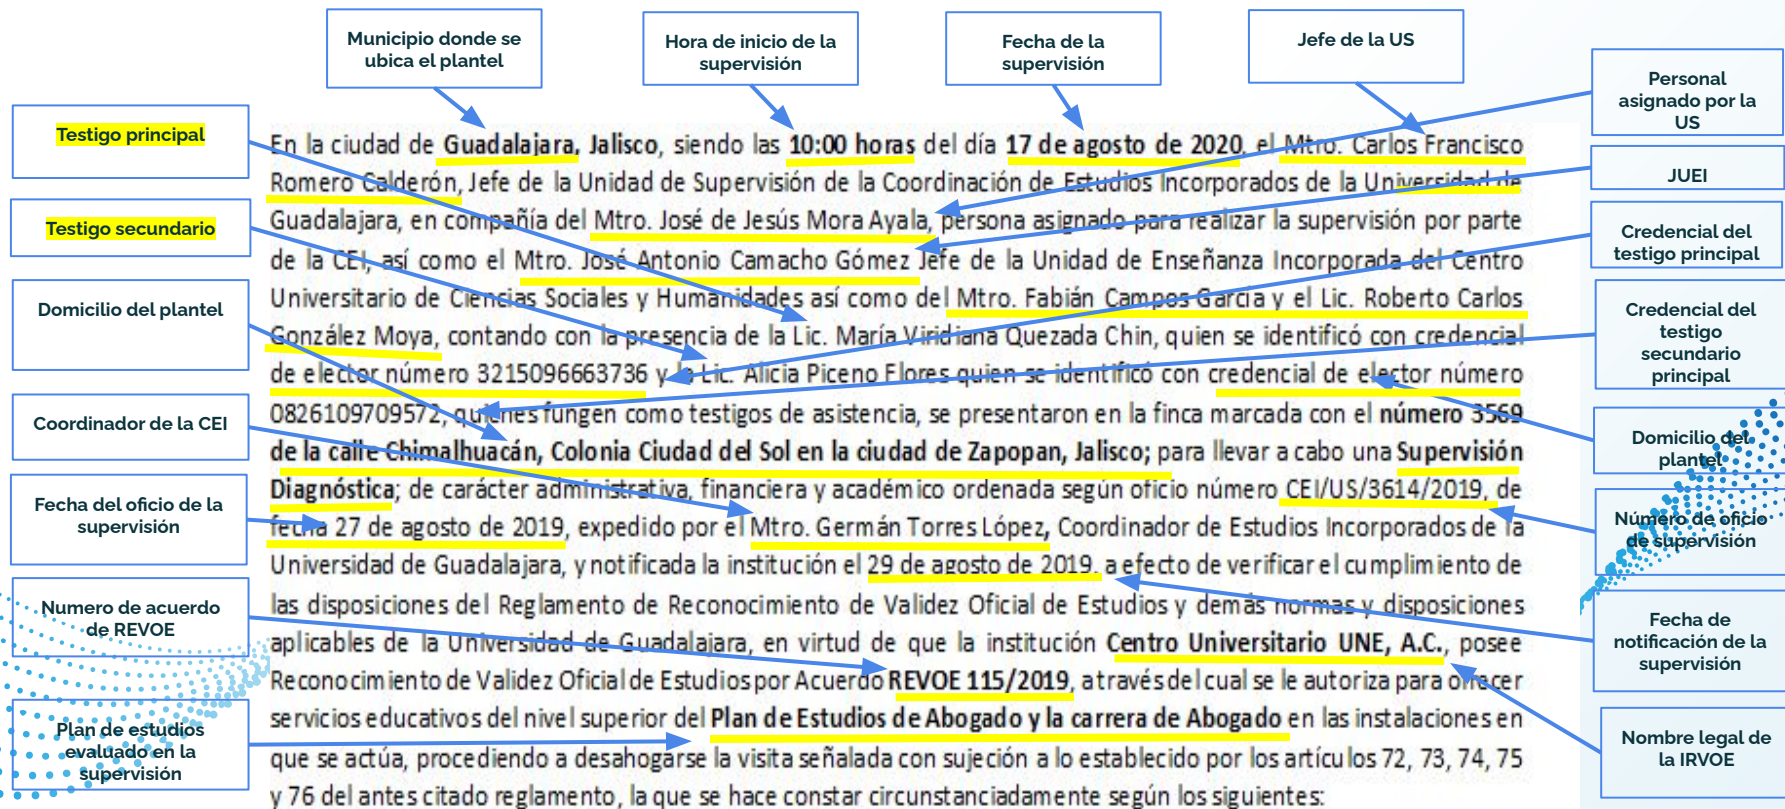 Municipio donde se
ubica el plantel
Hora de inicio de la
supervisión
Fecha de la
supervisión
Jefe de la US
Personal
asignado por la
US
Testigo principal
JUEI
Testigo secundario
Credencial del
testigo principal
Domicilio del plantel
Credencial del
testigo
secundario
principal
Coordinador de la CEI
Domicilio del
plantel
Fecha del oficio de la
supervisión
Número de oficio
de supervisión
Numero de acuerdo
de REVOE
Fecha de
notificación de la
supervisión
Plan de estudios
evaluado en la
supervisión
Nombre legal de
la IRVOE
En la ciudad de Guadalajara, Jalisco, siendo las 10:00 horas del día 17 de agosto de 2020, el Mtro. Carlos Francisco
Romero Calderón, Jefe de la Unidad de Supervisión de la Coordinación de Estudios Incorporados de la Universidad de
Guadalajara, en compañía del Mtro. José de Jesús Mora Ayala, persona asignado para realizar la supervisión por parte
de la CEI, así como el Mtro. José Antonio Camacho Gómez Jefe de la Unidad de Enseñanza Incorporada del Centro
Universitario de Ciencias Sociales y Humanidades así como del Mtro. Fabián Campos García y el Lic. Roberto Carlos
González Moya, contando con la presencia de la Lic. María Viridiana Quezada Chin, quien se identificó con credencial
de elector número 3215096663736 y la Lic. Alicia Piceno Flores quien se identificó con credencial de elector número
0826109709572, quienes fungen como testigos de asistencia, se presentaron en la finca marcada con el número 3569
de la calle Chimalhuacán, Colonia Ciudad del Sol en la ciudad de Zapopan, Jalisco; para llevar a cabo una Supervisión
Diagnóstica; de carácter administrativa, financiera y académico ordenada según oficio número CEI/US/3614/2019, de
fecha 27 de agosto de 2019, expedido por el Mtro. Germán Torres López, Coordinador de Estudios Incorporados de la
Universidad de Guadalajara, y notificada la institución el 29 de agosto de 2019, a efecto de verificar el cumplimiento de
las disposiciones del Reglamento de Reconocimiento de Validez Oficial de Estudios y demás normas y disposiciones
aplicables de la Universidad de Guadalajara, en virtud de que la institución Centro Universitario UNE, A.C., posee
Reconocimiento de Validez Oficial de Estudios por Acuerdo REVOE 115/2019, a través del cual se le autoriza para ofrecer
servicios educativos del nivel superior del Plan de Estudios de Abogado y la carrera de Abogado en las instalaciones en
que se actúa, procediendo a desahogarse la visita señalada con sujeción a lo establecido por los artículos 72, 73, 74, 75
y 76 del antes citado reglamento, la que se hace constar circunstanciadamente según los siguientes: